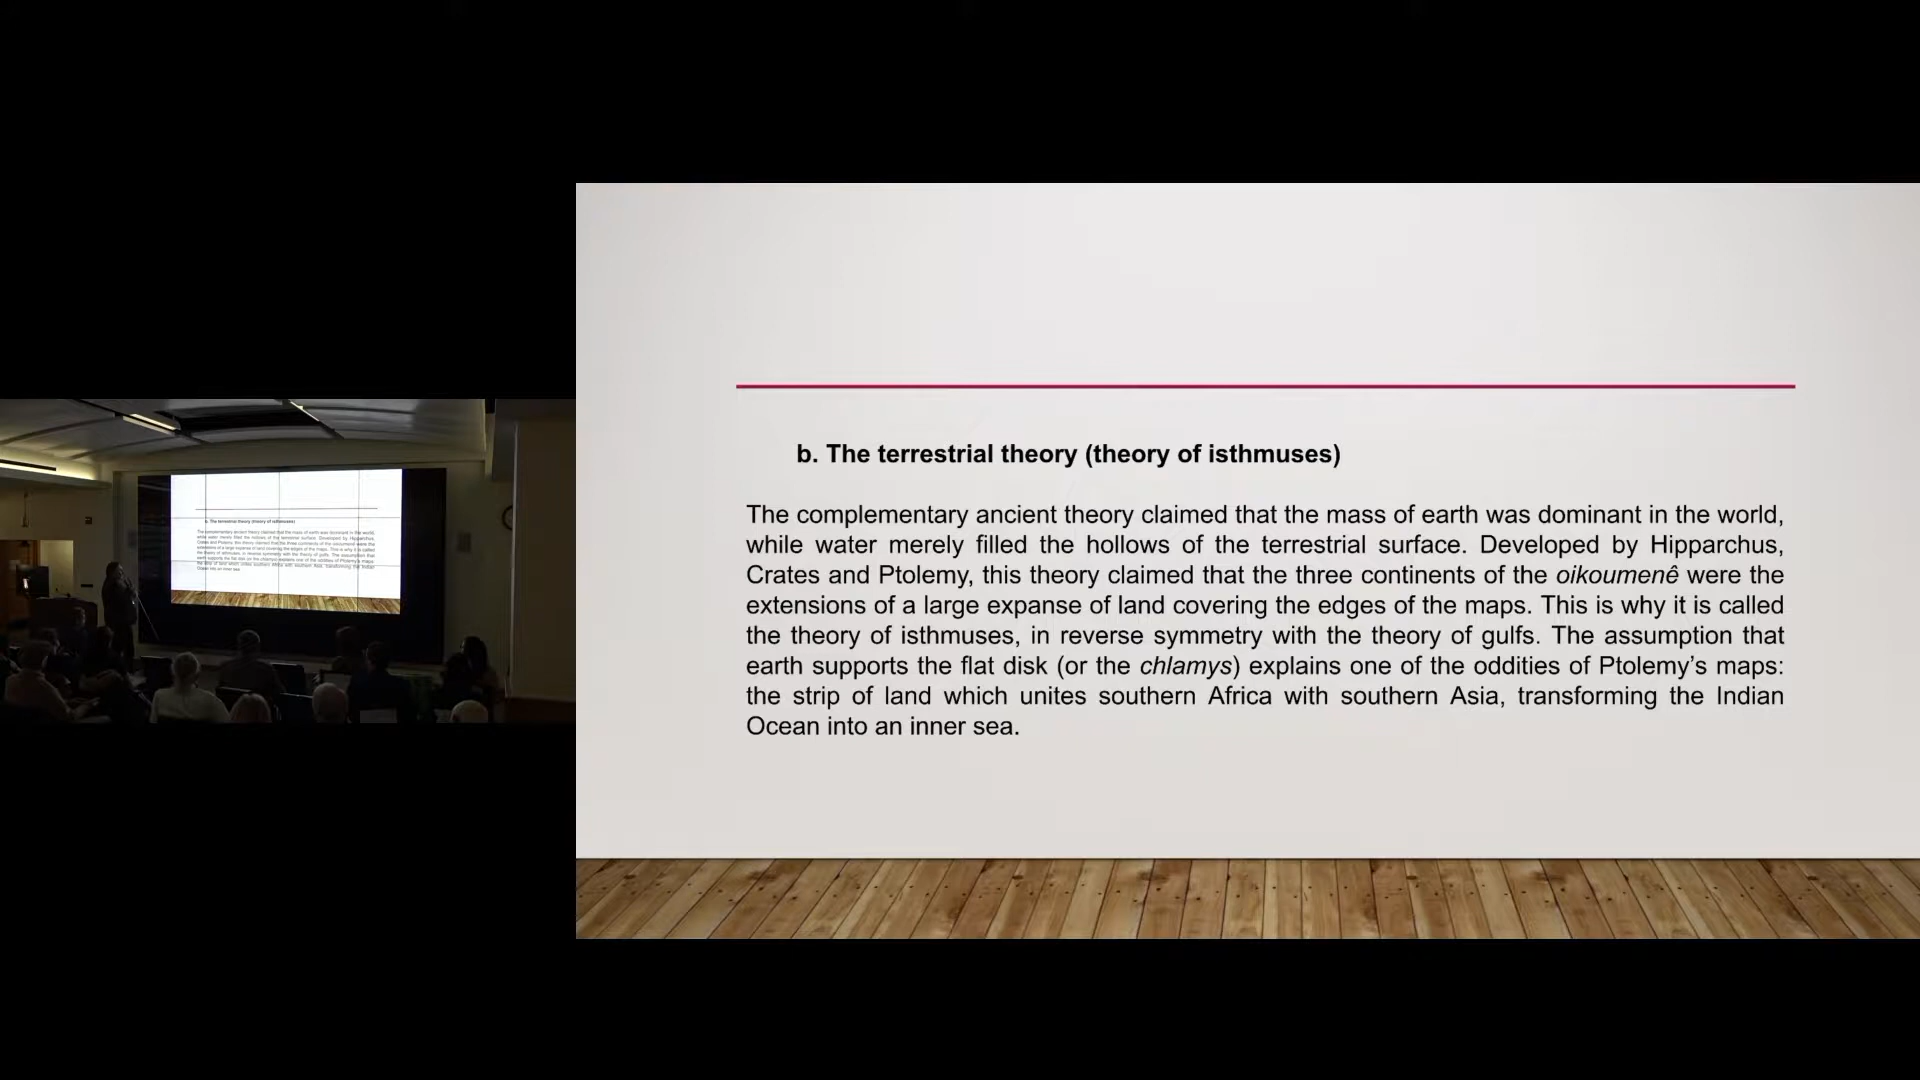 b. The terrestrial theory (theory of isthmuses)
The complementary ancient theory claimed that the mass of earth was dominant in the world,
while water merely filled the hollows of the terrestrial surface. Developed by Hipparchus,
Crates and Ptolemy, this theory claimed that the three continents of the oikoumenê were the
extensions of a large expanse of land covering the edges of the maps. This is why it is called
the theory of isthmuses, in reverse symmetry with the theory of gulfs. The assumption that
earth supports the flat disk (or the chlamys) explains one of the oddities of Ptolemy’s maps:
the strip of land which unites southern Africa with southern Asia, transforming the Indian
Ocean into an inner sea.